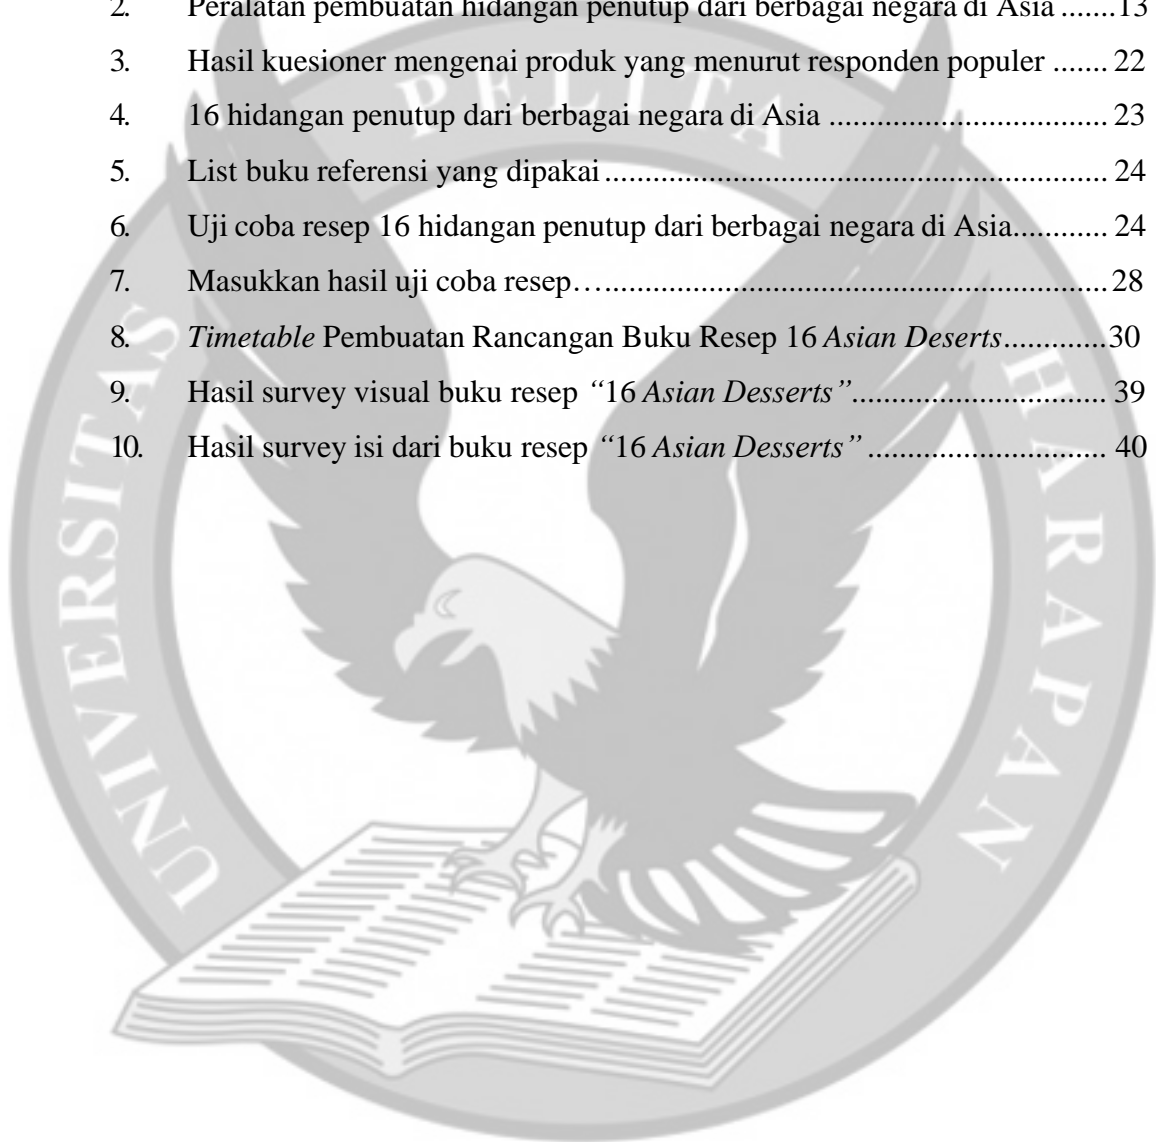 2. Peralatan pembuatan hidangan penutup dari berbagai negara di Asia .......13
3. Hasil kuesioner mengenai produk yang menurut responden populer ....... 22
4. 16 hidangan penutup dari berbagai negara di Asia ................................... 23
5. List buku referensi yang dipakai ............................................................... 24
6. Uji coba resep 16 hidangan penutup dari berbagai negara di Asia............ 24
7. Masukkan hasil uji coba resep…............................................................... 28
8. Timetable Pembuatan Rancangan Buku Resep 16 Asian Deserts.............30
9. Hasil survey visual buku resep “16 Asian Desserts”................................ 39
10. Hasil survey isi dari buku resep “16 Asian Desserts” .............................. 40
UNIVERSITAS PELITA HARAPAN